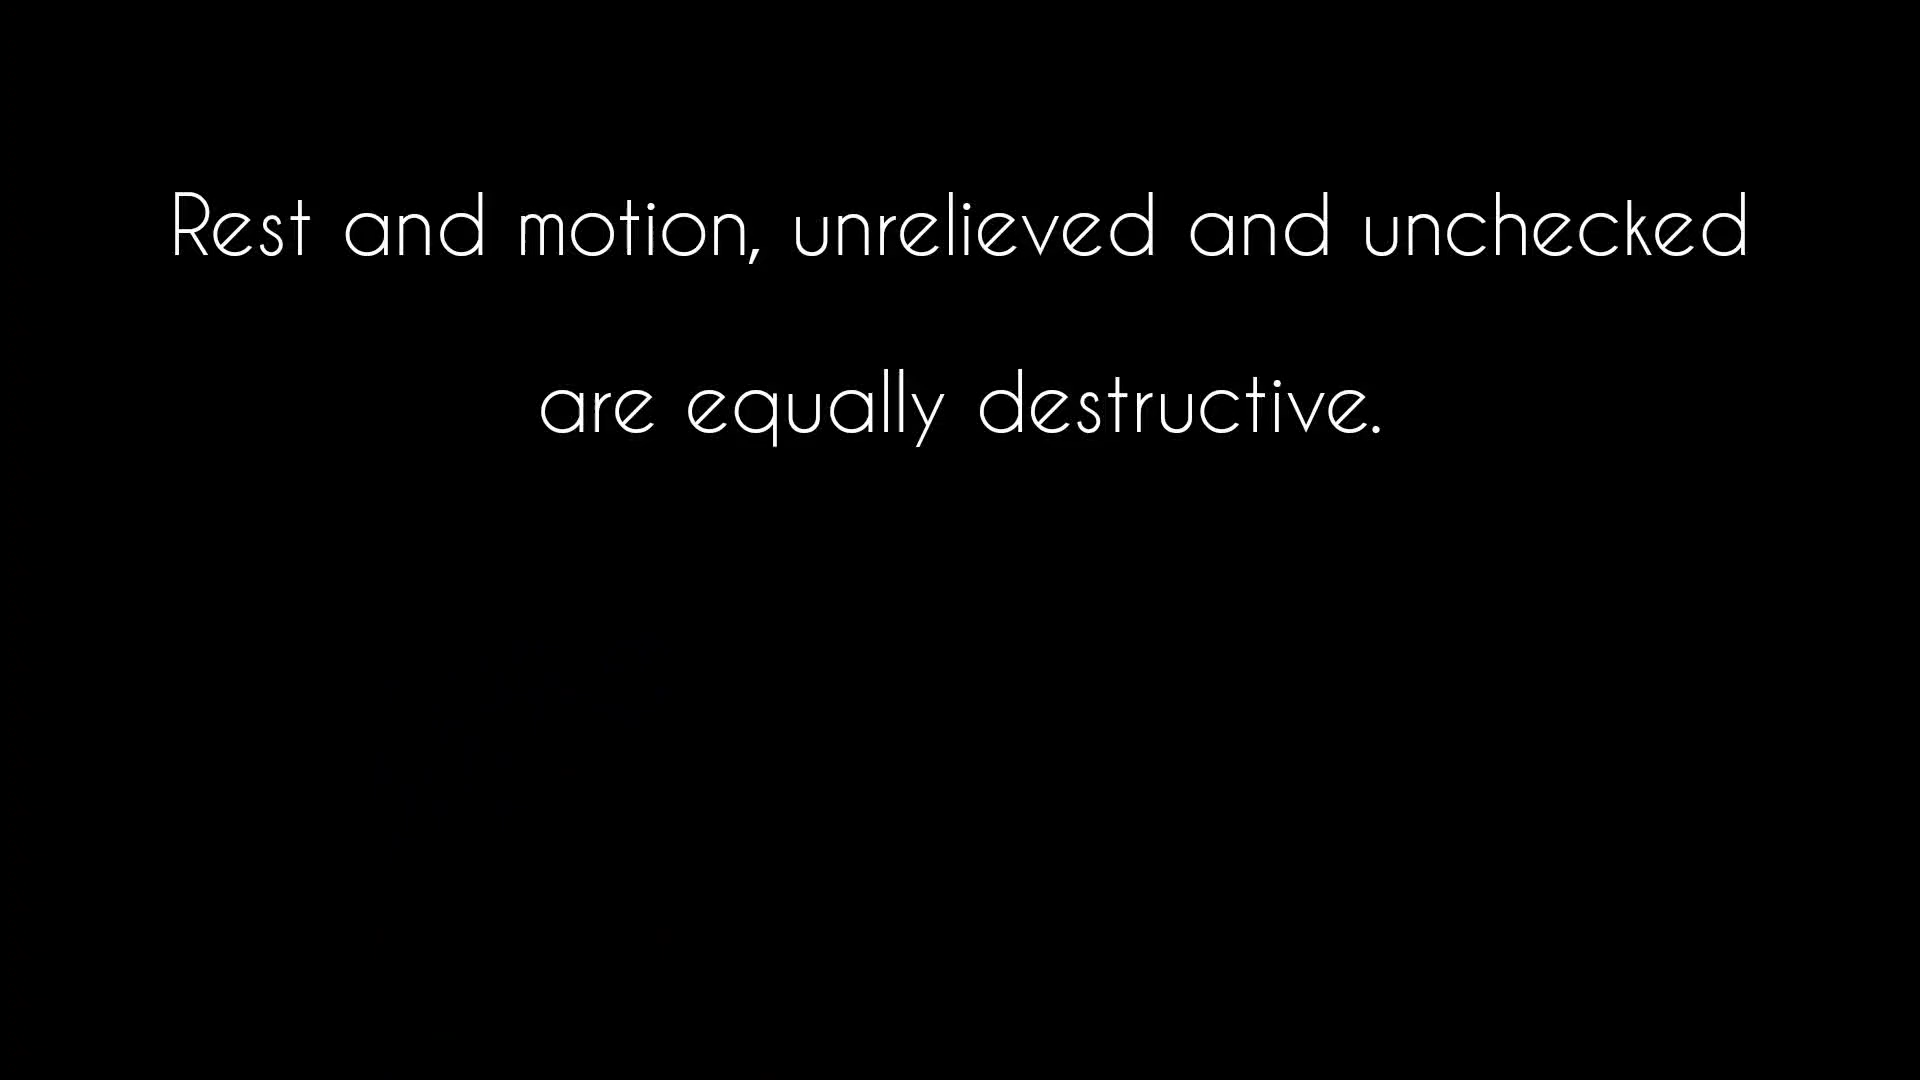 Rest and motion, unrelieved and unchecked
are equally destructive.